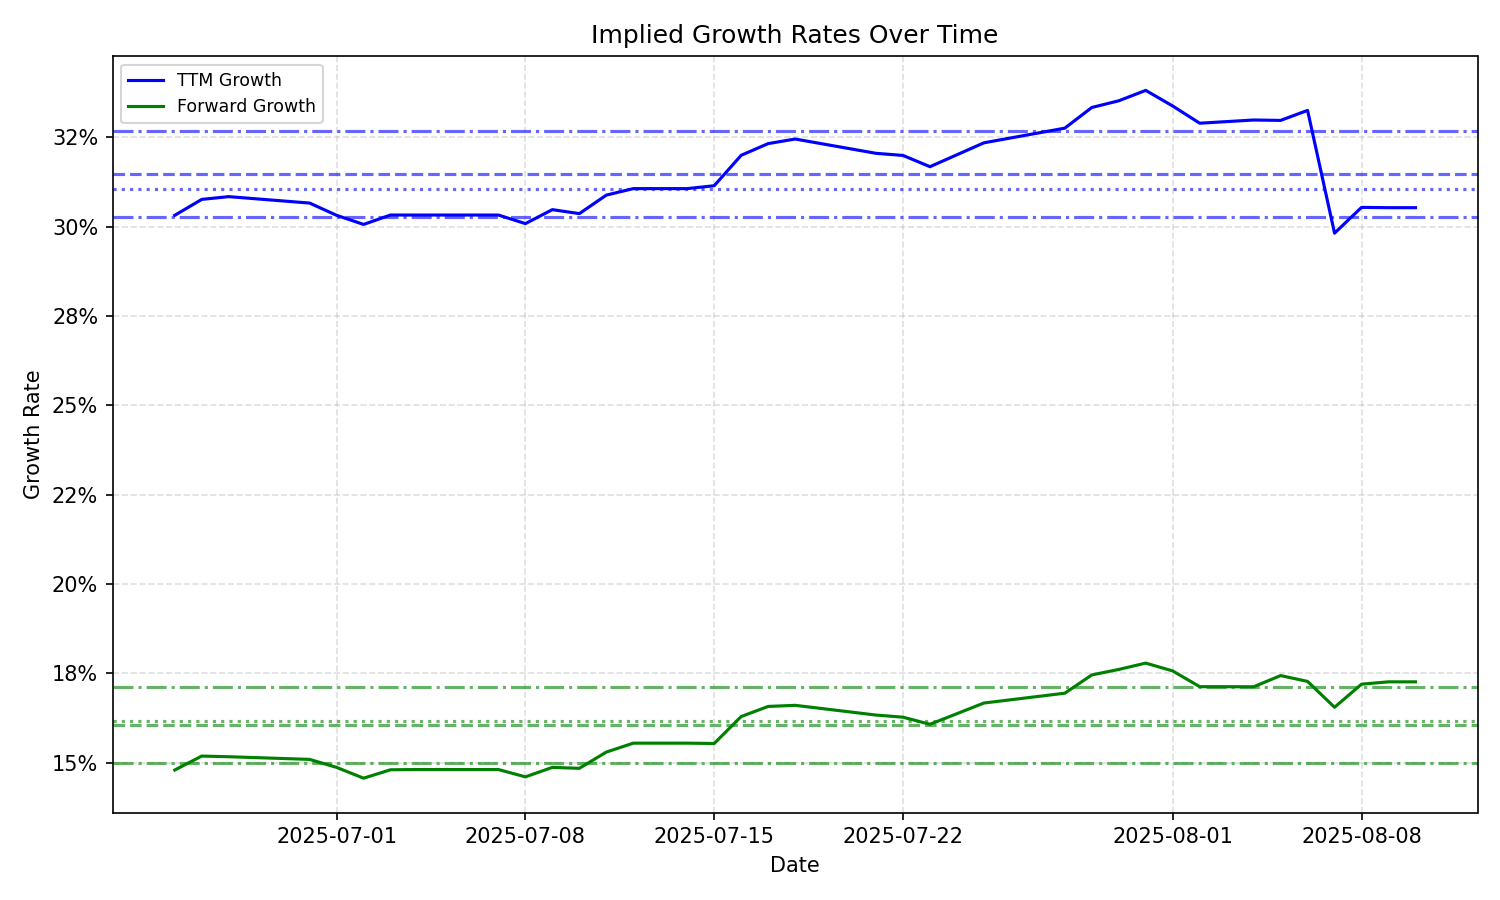 Implied Growth Rates Over Time
TTM Growth
Forward Growth
32%
30%
28%
25%
22%
20%
18%
15%
Growth Rate
2025-07-01
2025-07-08
2025-07-15
2025-07-22
2025-08-01
2025-08-08
Date